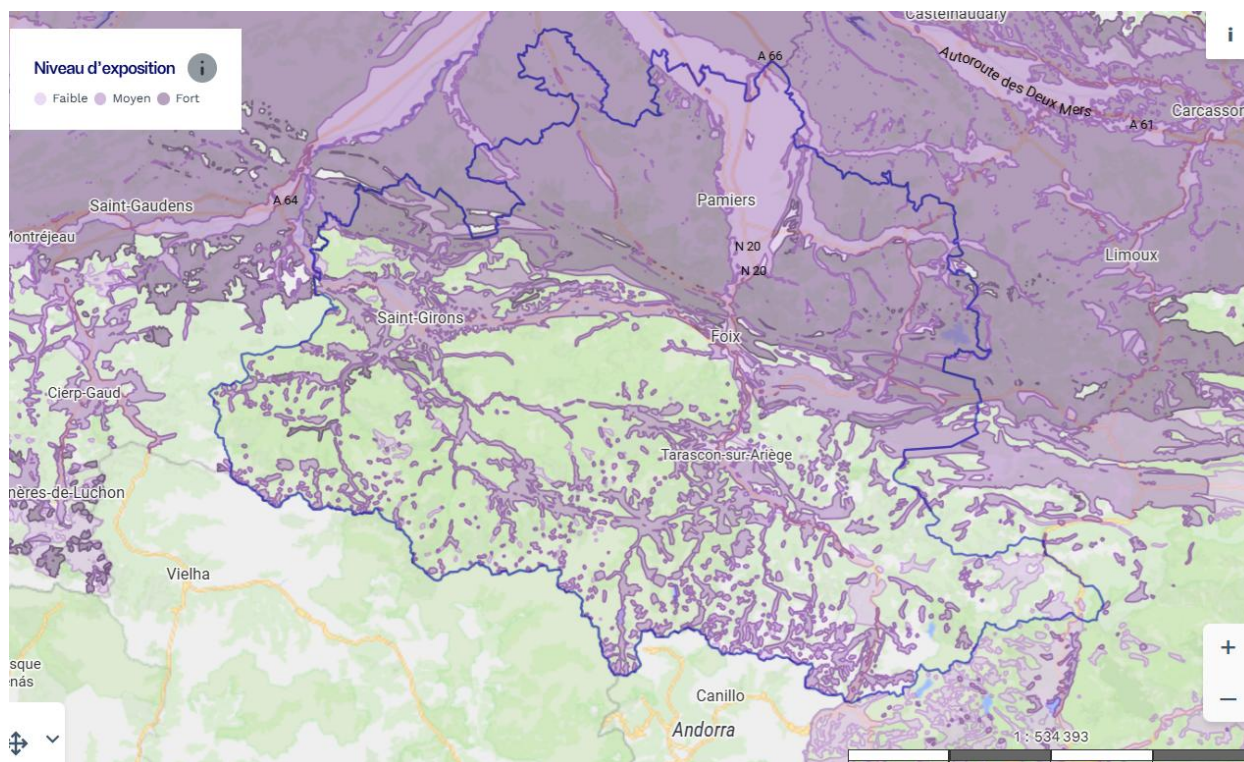 Castelnaudary
i
A 66
Niveau d'exposition i
Faible Moyen Fort
Autoroute des Deux Mers
A 61
Carcasson
Saint-Gaudens
A 64
Pamiers
Montréjeau
N 20
Limoux
N 20
Saint-Girons
Foix
Cierp-Gaud
Tarascon-sur-Ariège
nères-de-Luchon
Vielha
+
esque
enás
Canillo
−
Andorra
1 : 534 393